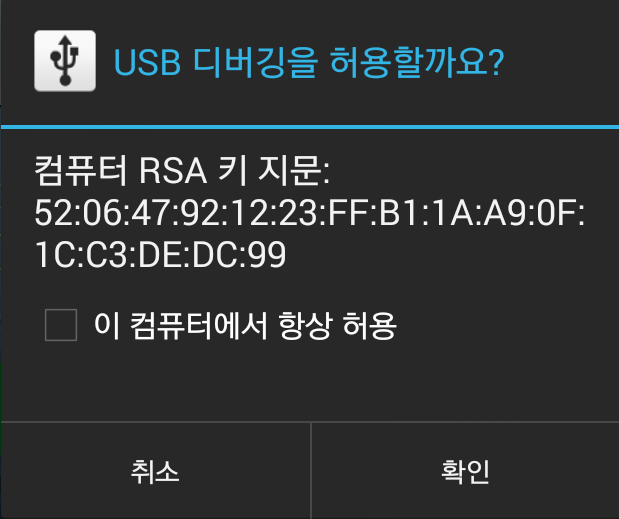 USB 디버깅을 허용할까요?
컴퓨터 RSA 키 지문:
52:06:47:92:12:23:FF:B1:1A:A9:0F:
1C:C3:DE:DC:99
이 컴퓨터에서 항상 허용
취소
확인